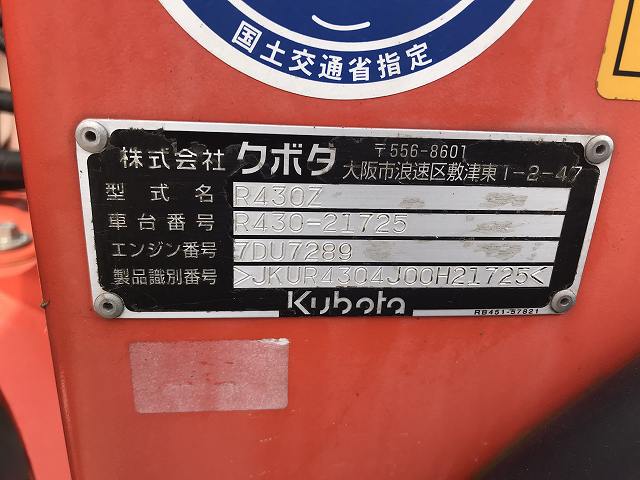 国土交通省指定
株式会社 クボタ 〒556-8601
大阪市浪速区敷津東1-2-47
型式名 R430Z
車台番号 R430-21725
エンジン番号 7DU7289
製品識別番号 >JKUR4304J00H21725<
Kubota
RB451-57821